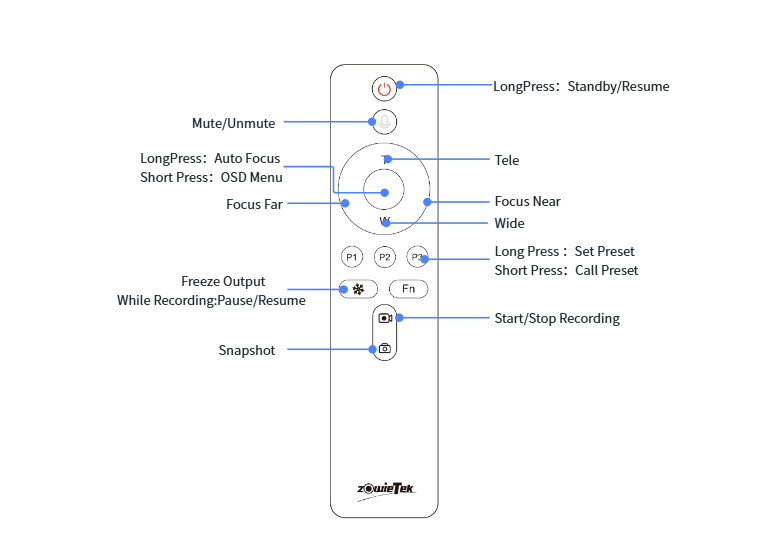 LongPress：Standby/Resume
Mute/Unmute
LongPress：Auto Focus
Short Press：OSD Menu
T
Tele
Focus Far
Focus Near
W
Wide
P1
P2
P3
Long Press ：Set Preset
Short Press：Call Preset
Freeze Output
While Recording:Pause/Resume
Fn
Start/Stop Recording
Snapshot
zowieTek